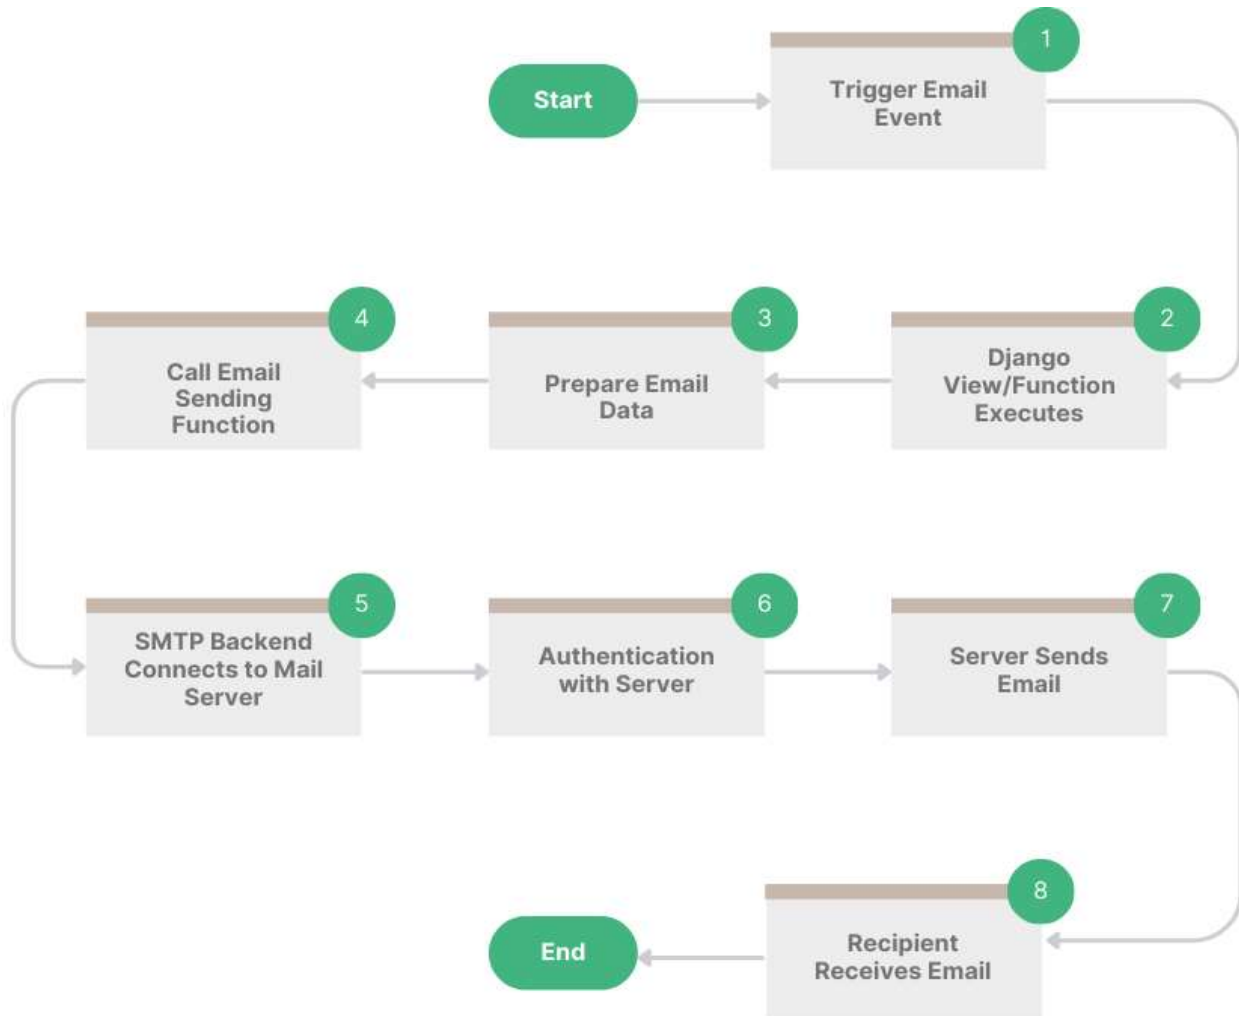 Start
1
Trigger Email
Event
2
Django
View/Function
Executes
3
Prepare Email
Data
4
Call Email
Sending
Function
5
SMTP Backend
Connects to Mail
Server
6
Authentication
with Server
7
Server Sends
Email
8
Recipient
Receives Email
End